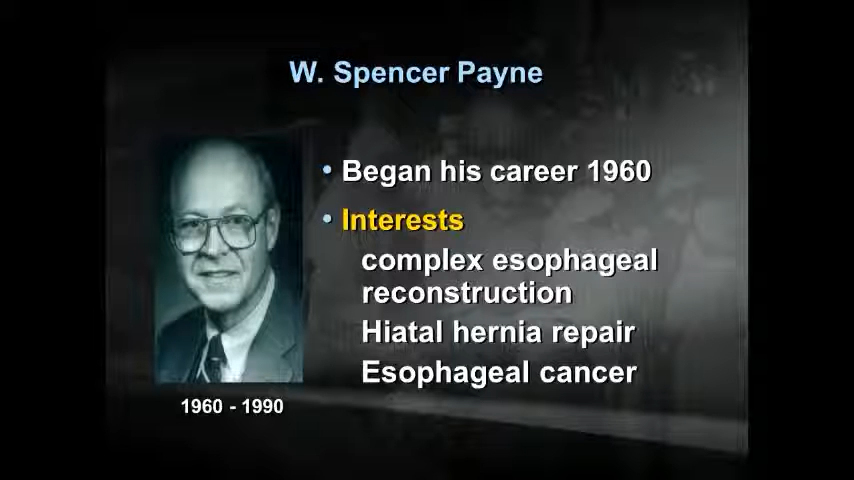 W. Spencer Payne
• Began his career 1960
• Interests
complex esophageal
reconstruction
Hiatal hernia repair
Esophageal cancer
1960 - 1990